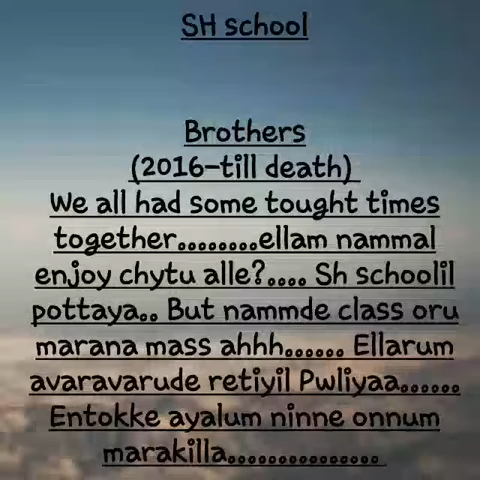 SH school
Brothers
(2016-till death)
We all had some tought times
together.........ellam nammal
enjoy chytu alle?.... Sh schoolil
pottaya.. But nammde class oru
marana mass ahhh...... Ellarum
avaravarude retiyil Pwliyaa......
Entokke ayalum ninne onnum
marakilla...............